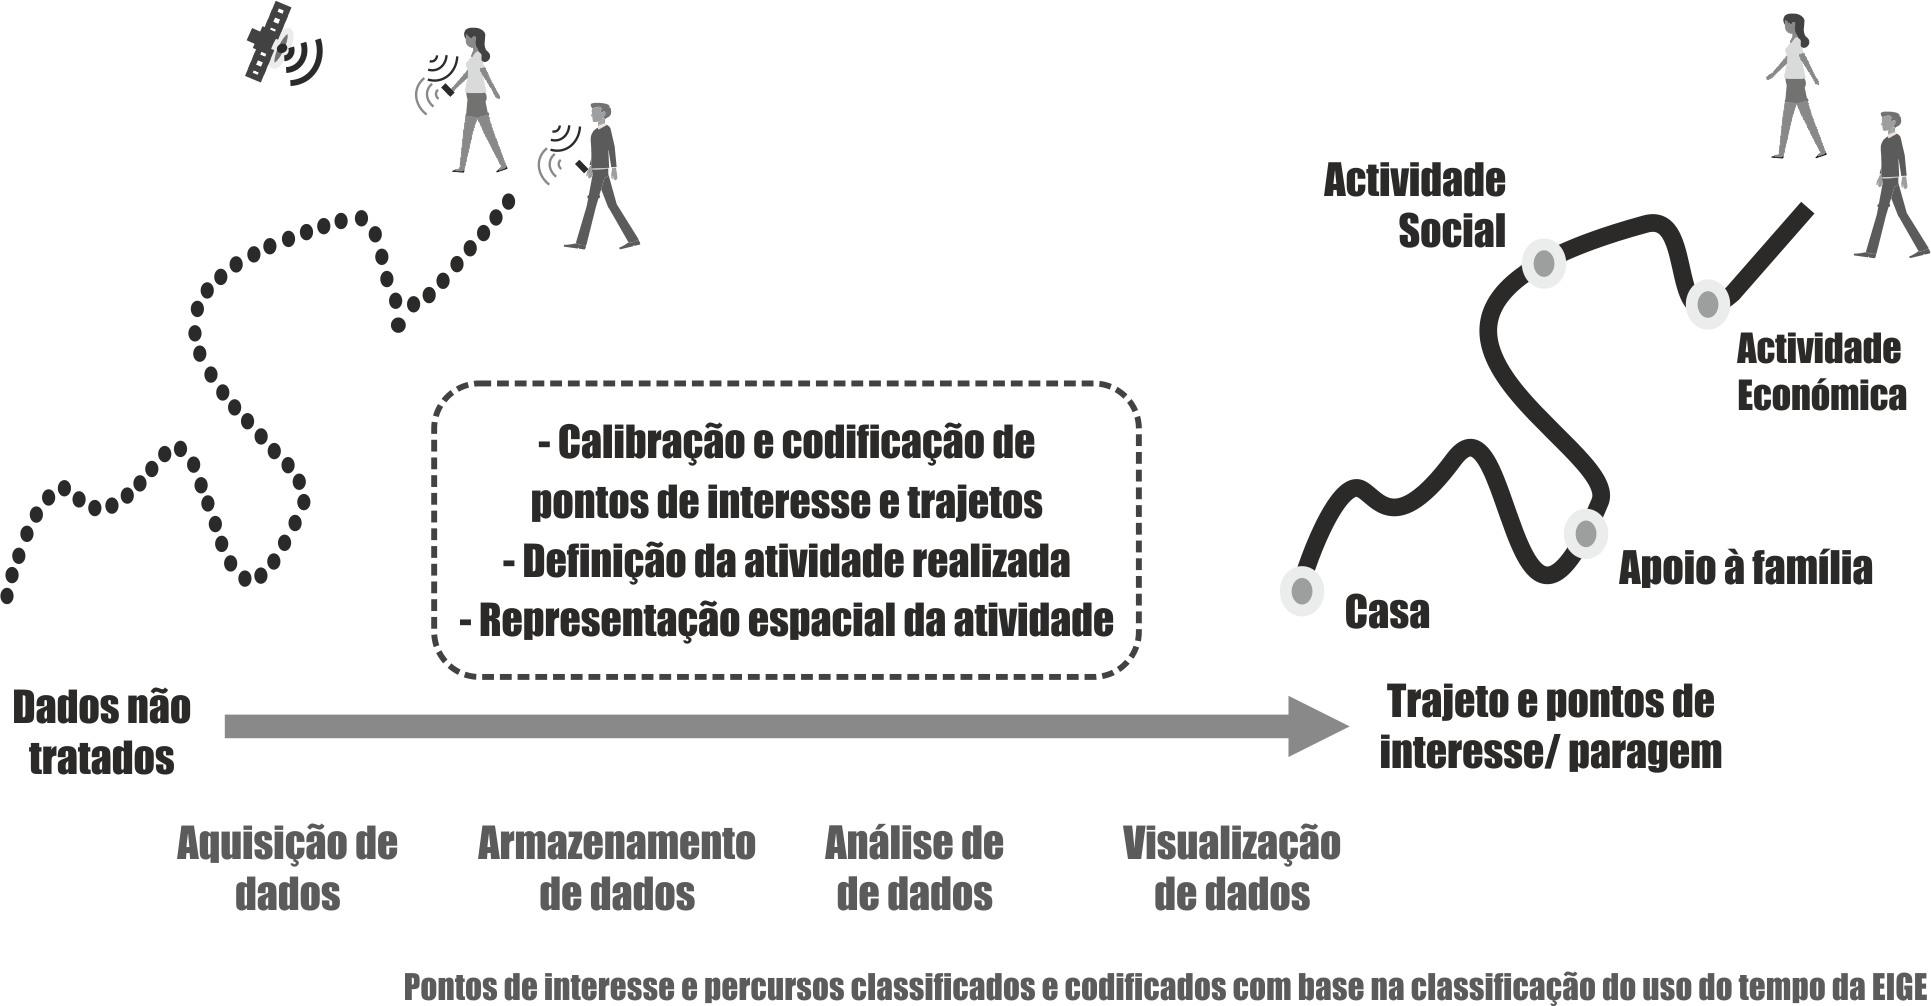 Actividade
Social
Actividade
Económica
- Calibração e codificação de
pontos de interesse e trajetos
- Definição da atividade realizada
- Representação espacial da atividade
Apoio à família
Casa
Dados não
tratados
Trajeto e pontos de
interesse/ paragem
Aquisição de
dados
Armazenamento
de dados
Análise de
de dados
Visualização
de dados
Pontos de interesse e percursos classificados e codificados com base na classificação do uso do tempo da EIGE